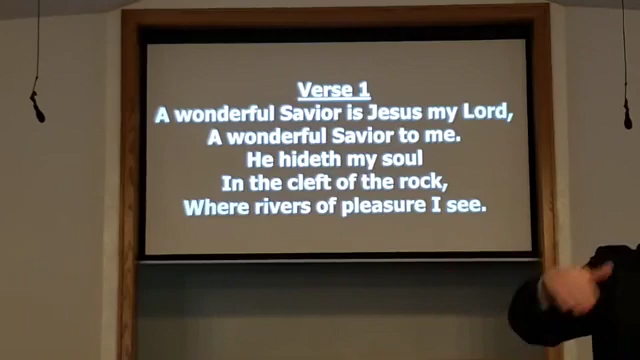 Verse 1
A wonderful Savior is Jesus my Lord,
A wonderful Savior to me.
He hideth my soul
In the cleft of the rock,
Where rivers of pleasure I see.